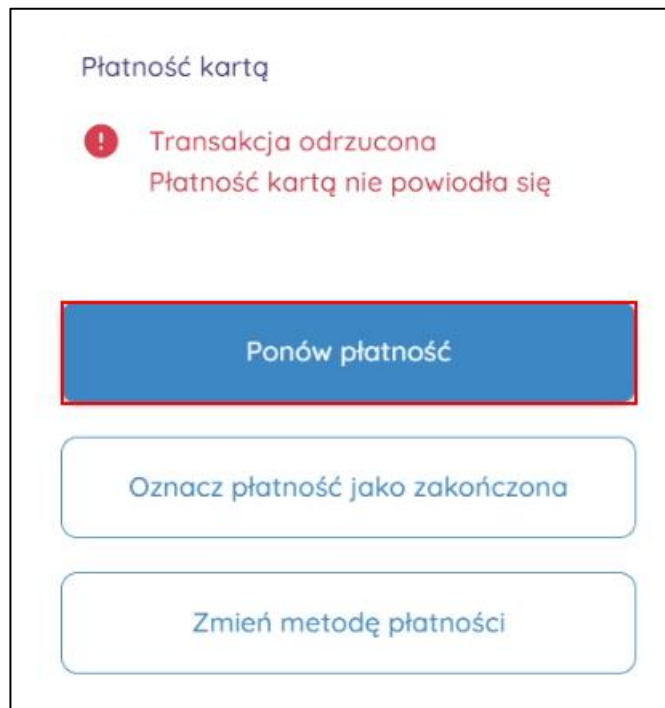 Płatność kartą
Transakcja odrzucona
Płatność kartą nie powiodła się
Ponów płatność
Oznacz płatność jako zakończona
Zmień metodę płatności